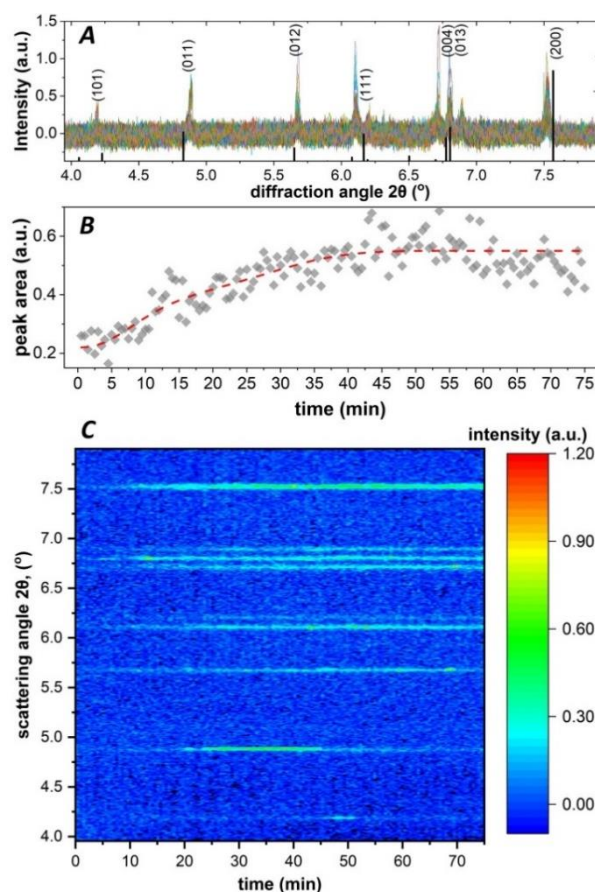 A
Intensity (a.u.)
1.5
1.0
0.5
0.0
(101)
(011)
(012)
(111)
(004)
(013)
(200)
4.0 4.5 5.0 5.5 6.0 6.5 7.0 7.5
diffraction angle 2θ (°)
B
peak area (a.u.)
0.6
0.4
0.2
0 5 10 15 20 25 30 35 40 45 50 55 60 65 70 75
time (min)
C
intensity (a.u.)
scattering angle 2θ, (°)
7.5
7.0
6.5
6.0
5.5
5.0
4.5
4.0
0 10 20 30 40 50 60 70
time (min)
1.20
0.90
0.60
0.30
0.00